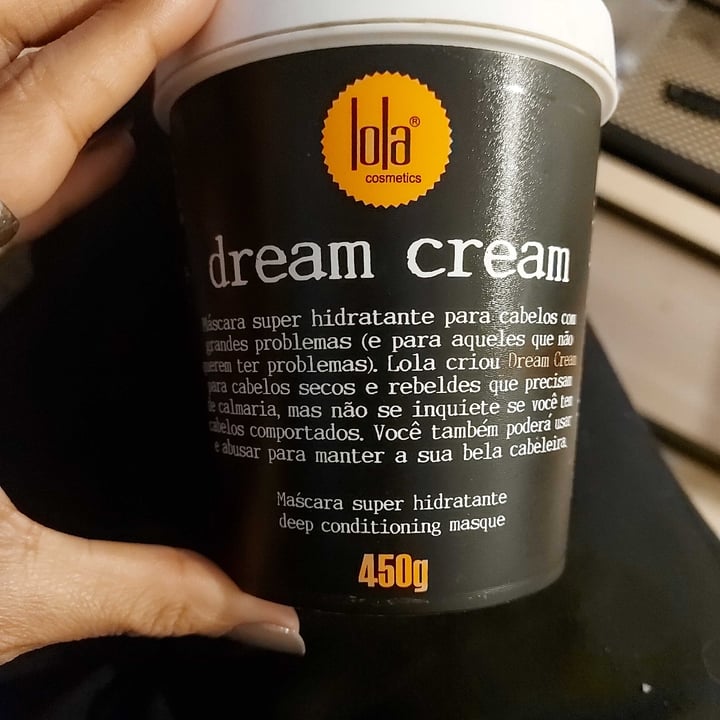 lola®
cosmetics
dream cream
Máscara super hidratante para cabelos com
grandes problemas (e para aqueles que não
querem ter problemas). Lola criou Dream Cream
para cabelos secos e rebeldes que precisam
de calmaria, mas não se inquiete se você tem
cabelos comportados. Você também poderá usar
e abusar para manter a sua bela cabeleira.
Maścara super hidratante
deep conditioning masque
450g